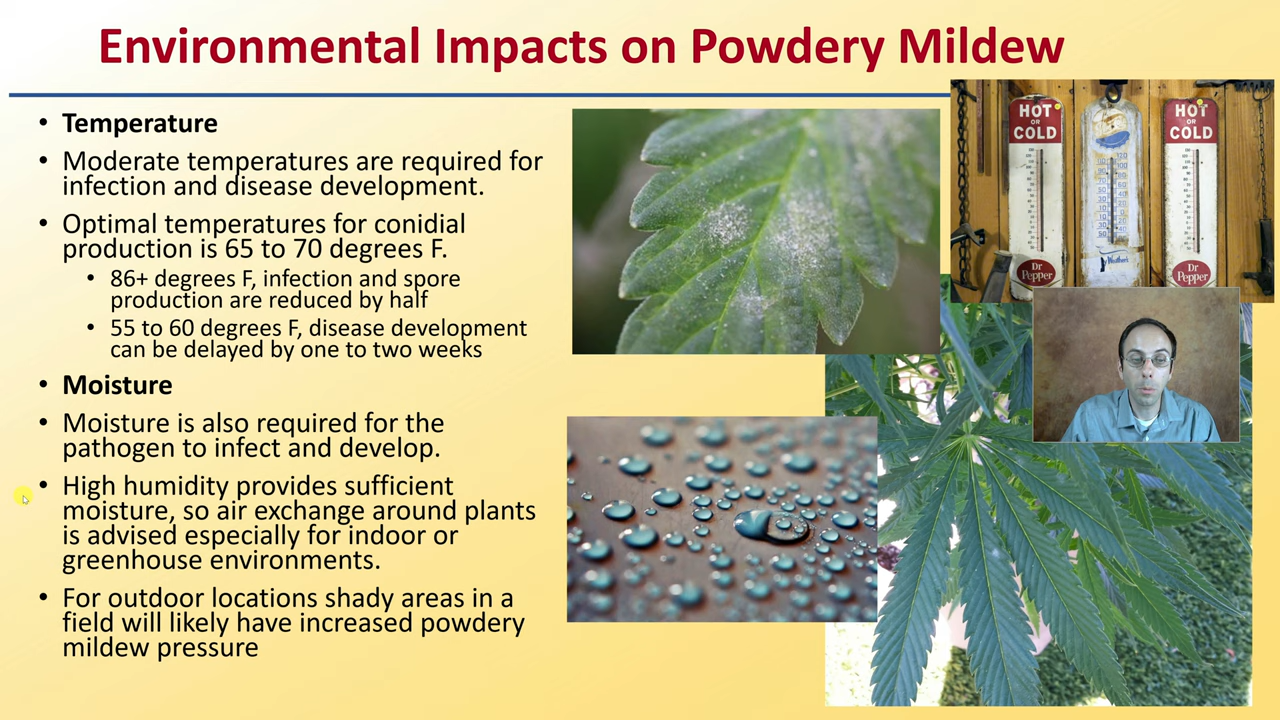 Environmental Impacts on Powdery Mildew
• Temperature
• Moderate temperatures are required for
infection and disease development.
• Optimal temperatures for conidial
production is 65 to 70 degrees F.
• 86+ degrees F, infection and spore
production are reduced by half
• 55 to 60 degrees F, disease development
can be delayed by one to two weeks
• Moisture
• Moisture is also required for the
pathogen to infect and develop.
• High humidity provides sufficient
moisture, so air exchange around plants
is advised especially for indoor or
greenhouse environments.
• For outdoor locations shady areas in a
field will likely have increased powdery
mildew pressure
HOT
OR
COLD
Dr
Pepper
HOT
OR
COLD
Dr
Pepper